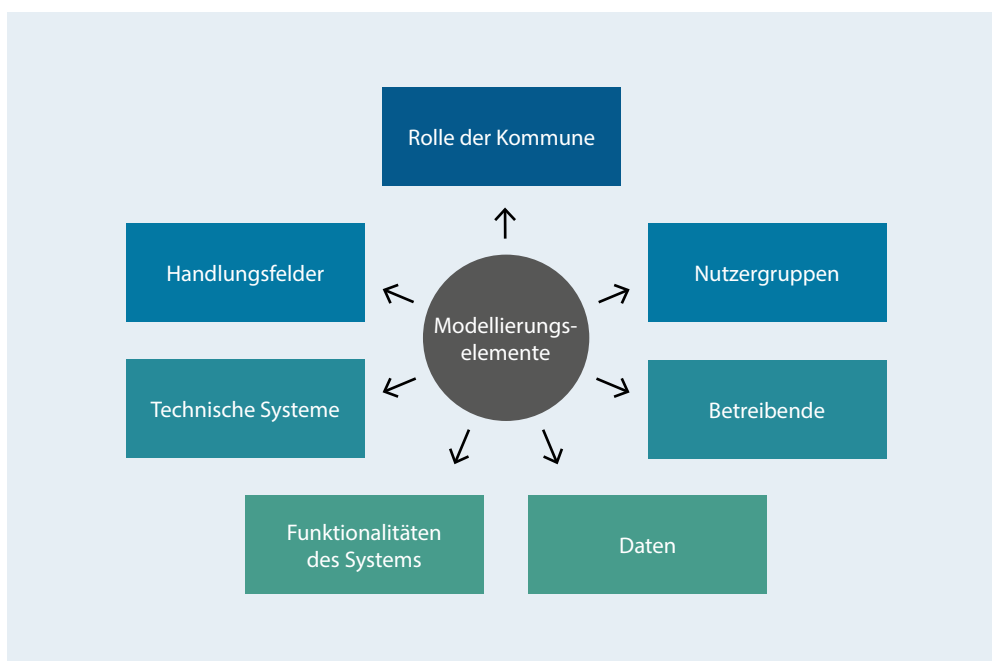 Rolle der Kommune
Handlungsfelder
Nutzergruppen
Modellierungs-
elemente
Technische Systeme
Betreibende
Funktionalitäten
des Systems
Daten